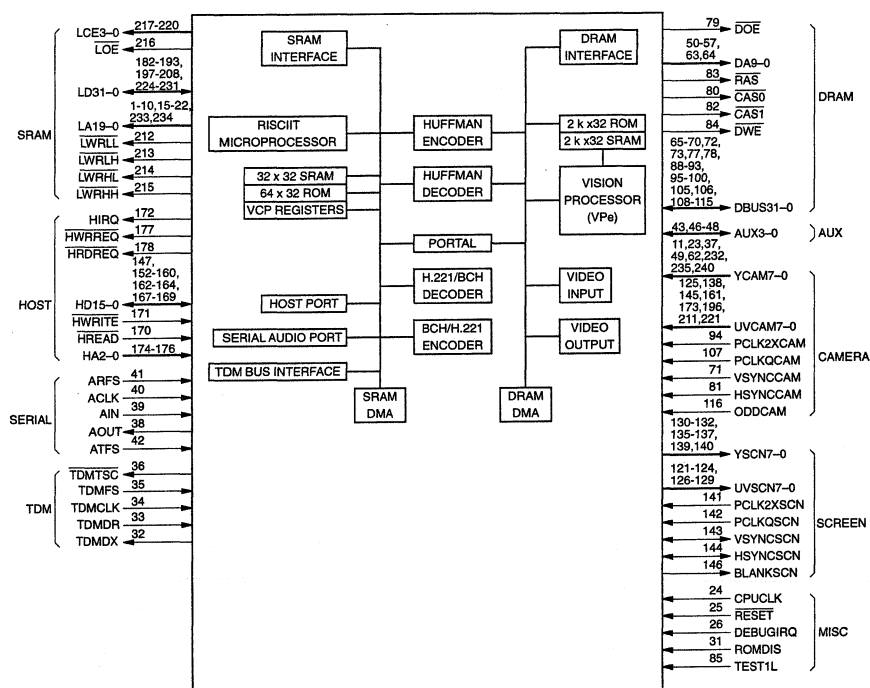 LCE3-0 217-220
LOE 216
182-193,
197-208,
224-231
LD31-0
1-10,15-22,
233,234
LA19-0
LWRLL 212
LWRLH 213
LWRHL 214
LWRHH 215
SRAM
HIRQ 172
HWRREQ 177
HRDREQ 178
147,
152-160,
162-164,
167-169
HD15-0
HWRITE 171
HREAD 170
HA2-0 174-176
HOST
ARFS 41
ACLK 40
AIN 39
AOUT 38
ATFS 42
SERIAL
TDMTSC 36
TDMFS 35
TDMCLK 34
TDMDR 33
TDMDX 32
TDM
SRAM
INTERFACE
RISCIIT
MICROPROCESSOR
32 x 32 SRAM
64 x 32 ROM
VCP REGISTERS
HOST PORT
SERIAL AUDIO PORT
TDM BUS INTERFACE
HUFFMAN
ENCODER
HUFFMAN
DECODER
PORTAL
H.221/BCH
DECODER
BCH/H.221
ENCODER
SRAM
DMA
DRAM
DMA
DRAM
INTERFACE
2 k x32 ROM
2 k x32 SRAM
VISION
PROCESSOR
(VPe)
VIDEO
INPUT
VIDEO
OUTPUT
79 DOE
50-57,
63,64
DA9-0
83 RAS
80 CAS0
82 CAS1
84 DWE
65-70,72,
73,77,78,
88-93,
95-100,
105,106,
108-115
DBUS31-0
DRAM
43,46-48 AUX3-0
AUX
11,23,37,
49,62,232,
235,240
YCAM7-0
125,138,
145,161,
173,196,
211,221
UVCAM7-0
94 PCLK2XCAM
107 PCLKQCAM
71 VSYNCCAM
81 HSYNCCAM
116 ODDCAM
CAMERA
130-132,
135-137,
139,140
YSCN7-0
121-124,
126-129
UVSCN7-0
141 PCLK2XSCN
142 PCLKQSCN
143 VSYNCSCN
144 HSYNCSCN
146 BLANKSCN
SCREEN
24 CPUCLK
25 RESET
26 DEBUGIRQ
31 ROMDIS
85 TEST1L
MISC